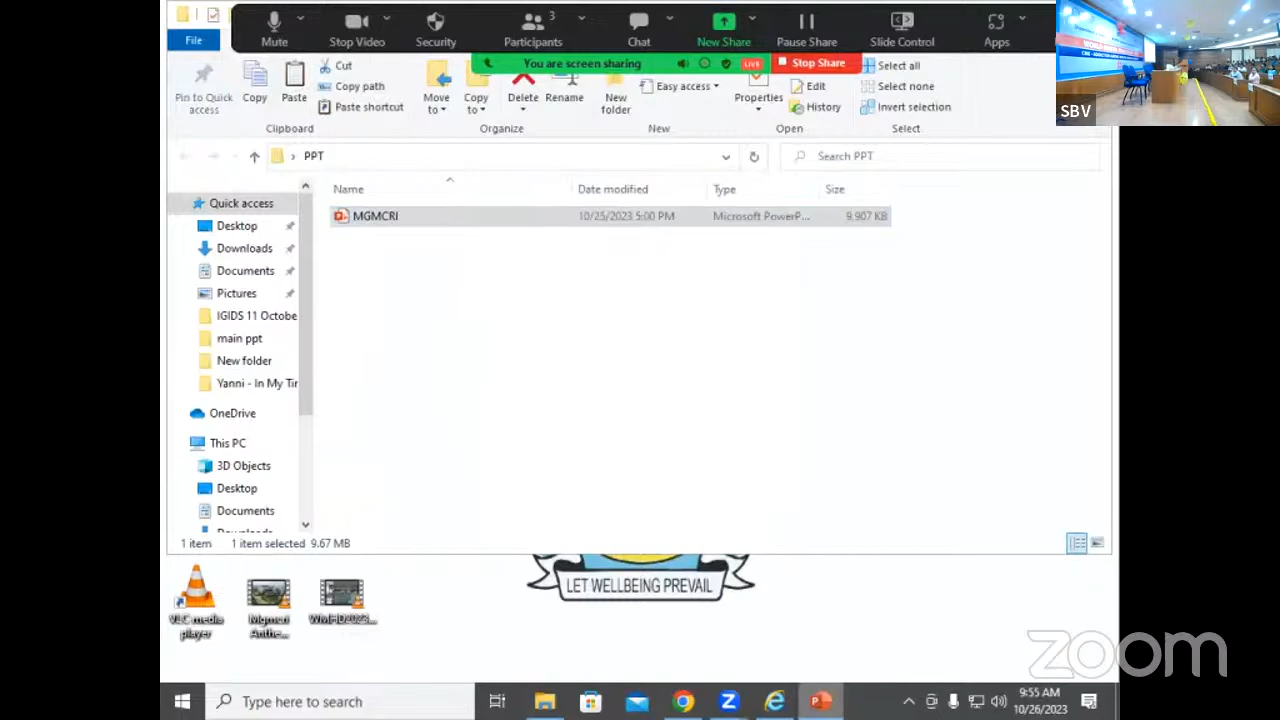 Mute
Stop Video
Security
Participants
3
Chat
New Share
Pause Share
Slide Control
Apps
You are screen sharing
LIVE
Stop Share
File
Pin to Quick access
Copy
Paste
Cut
Copy path
Paste shortcut
Clipboard
Move to
Copy to
Delete
Rename
Organize
New folder
Easy access
New
Properties
Edit
History
Open
Select all
Select none
Invert selection
Select
SBV
PPT
Search PPT
Name
Date modified
Type
Size
MGMCRI
10/25/2023 5:00 PM
Microsoft PowerP...
9,907 KB
Quick access
Desktop
Downloads
Documents
Pictures
IGIDS 11 Octobe
main ppt
New folder
Yanni - In My Tir
OneDrive
This PC
3D Objects
Desktop
Documents
Downloads
1 item
1 item selected 9.67 MB
LET WELLBEING PREVAIL
VLC media player
Mgmcri Anthe...
WMHD2023...
zoom
Type here to search
9:55 AM
10/26/2023